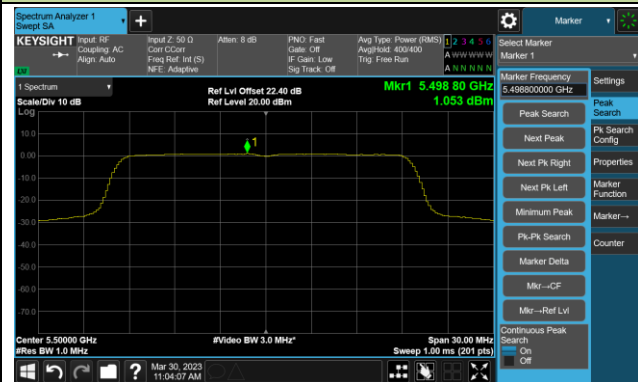 Spectrum Analyzer 1
Swept SA
+
Marker
KEYSIGHT
Input: RF
Coupling: AC
Align: Auto
Input Z: 50 Ω
Corr CCorr
Freq Ref: Int (S)
NFE: Adaptive
Atten: 8 dB
PNO: Fast
Gate: Off
IF Gain: Low
Sig Track: Off
Avg Type: Power (RMS)
Avg|Hold: 400/400
Trig: Free Run
1 2 3 4 5 6
A W W W W W
A N N N N N
LXI
Select Marker
Marker 1
1 Spectrum
Scale/Div 10 dB
Log
Ref Lvl Offset 22.40 dB
Ref Level 20.00 dBm
Mkr1 5.498 80 GHz
1.053 dBm
Marker Frequency
5.498800000 GHz
Settings
Peak Search
Peak
Search
Next Peak
Pk Search
Config
Next Pk Right
Properties
Next Pk Left
Marker
Function
Minimum Peak
Marker→
Pk-Pk Search
Counter
Marker Delta
Mkr→CF
Mkr→Ref Lvl
Continuous Peak
Search
On
Off
10.0
0.00
-10.0
-20.0
-30.0
-40.0
-50.0
-60.0
-70.0
1
Center 5.50000 GHz
#Res BW 1.0 MHz
#Video BW 3.0 MHz*
Span 30.00 MHz
Sweep 1.00 ms (201 pts)
?
Mar 30, 2023
11:04:07 AM